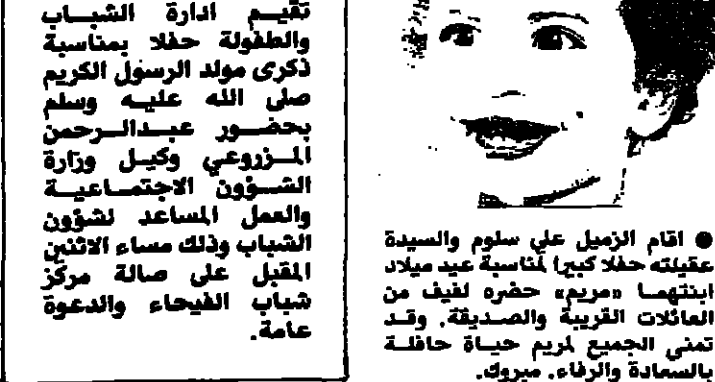 ● اقام الزميل علي سلوم والسيدة
عقيلته حفلا كبيرا لمناسبة عيد ميلاد
ابنتهما «مريم» حضره لفيف من
العائلات القريبة والصديقة. وقد
تمنى الجميع لمريم حياة حافلة
بالسعادة والرفاء. مبروك.
تقيم ادارة الشباب
والطفولة حفلا بمناسبة
ذكرى مولد الرسول الكريم
صلى الله عليه وسلم
بحضور عبدالرحمن
المزروعي وكيل وزارة
الشؤون الاجتماعية
والعمل المساعد لشؤون
الشباب وذلك مساء الاثنين
المقبل على صالة مركز
شباب الفيحاء والدعوة
عامة.